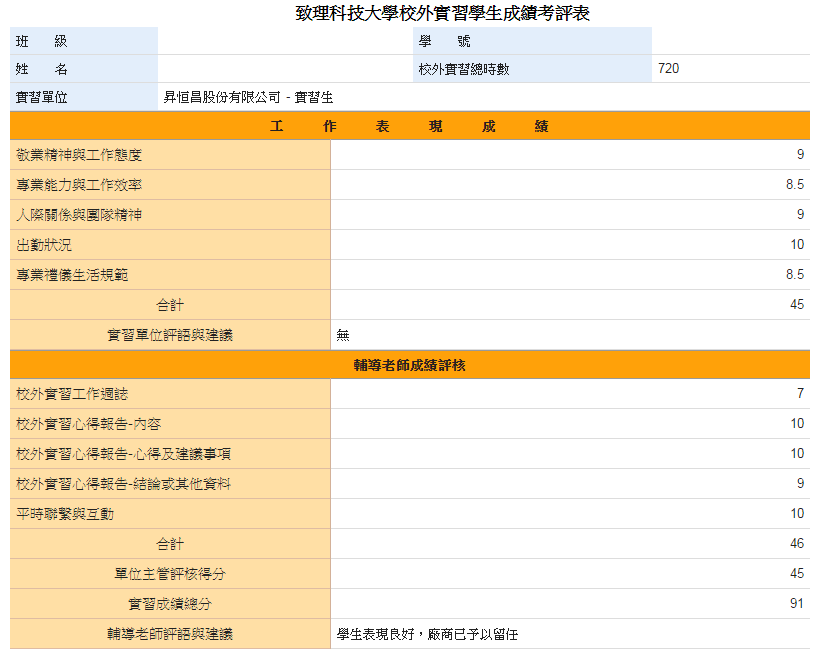 致理科技大學校外實習學生成績考評表
班 級 學 號
姓 名 校外實習總時數 720
實習單位 昇恒昌股份有限公司 - 實習生
工 作 表 現 成 績
敬業精神與工作態度 9
專業能力與工作效率 8.5
人際關係與團隊精神 9
出勤狀況 10
專業禮儀生活規範 8.5
合計 45
實習單位評語與建議 無
輔導老師成績評核
校外實習工作週誌 7
校外實習心得報告-內容 10
校外實習心得報告-心得及建議事項 10
校外實習心得報告-結論或其他資料 9
平時聯繫與互動 10
合計 46
單位主管評核得分 45
實習成績總分 91
輔導老師評語與建議 學生表現良好，廠商已予以留任